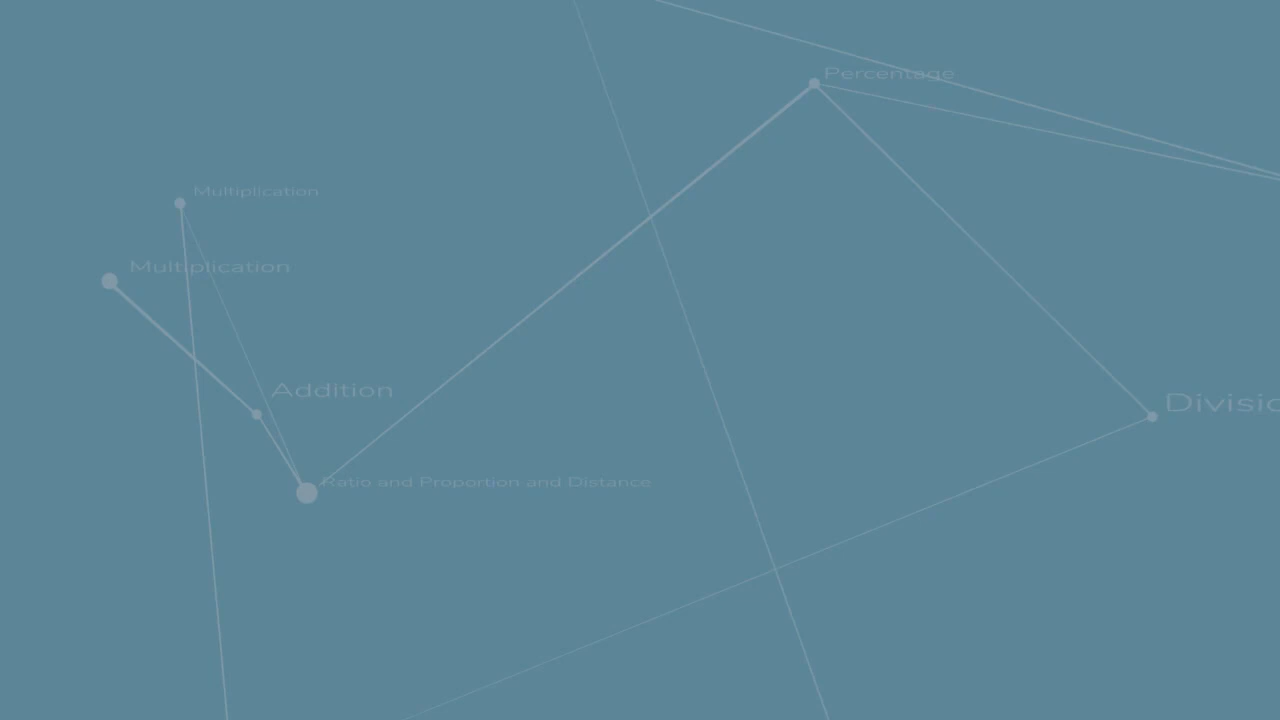 Percentage
Multiplication
Multiplication
Addition
Divisio
Ratio and Proportion and Distance